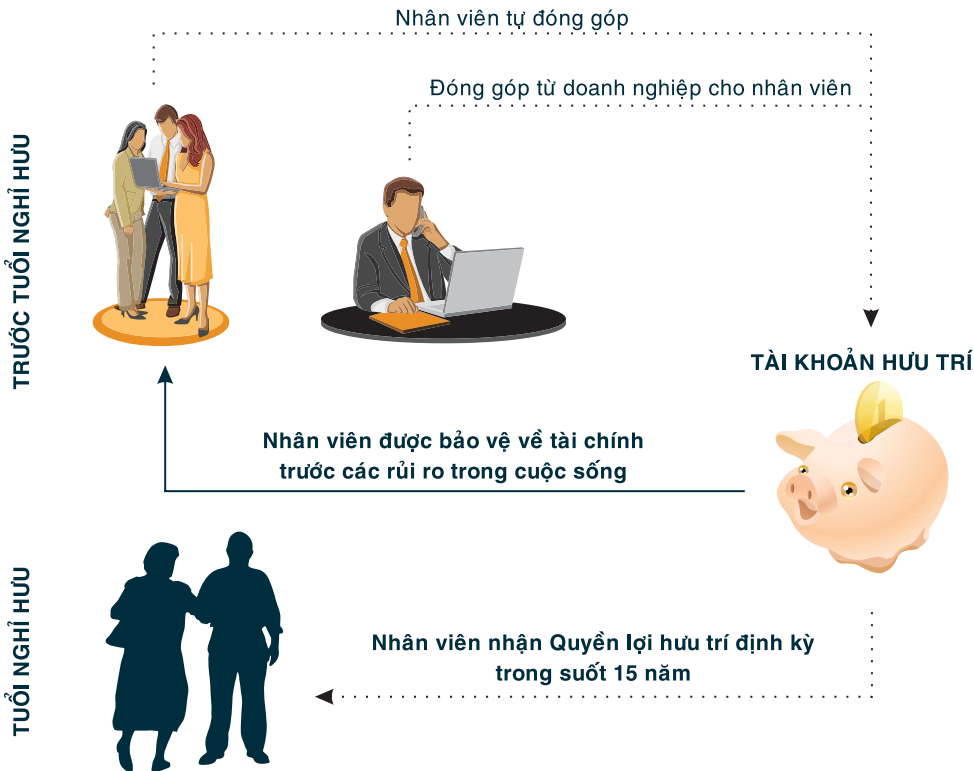 Nhân viên tự đóng góp
Đóng góp từ doanh nghiệp cho nhân viên
TRƯỚC TUỔI NGHỈ HƯU
TÀI KHOẢN HƯU TRÍ
Nhân viên được bảo vệ về tài chính
trước các rủi ro trong cuộc sống
TUỔI NGHỈ HƯU
Nhân viên nhận Quyền lợi hưu trí định kỳ
trong suốt 15 năm